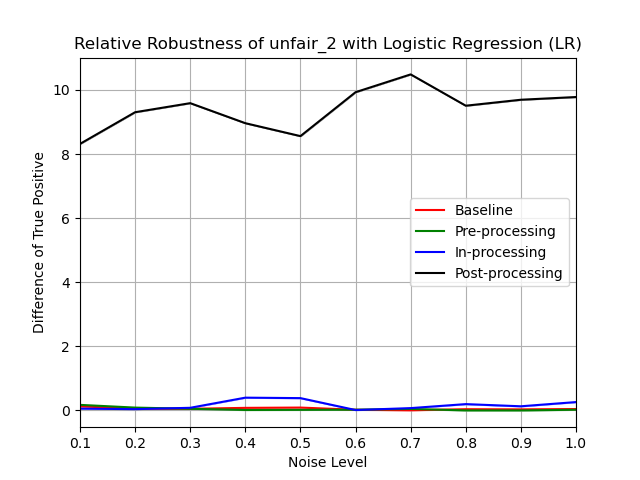 Relative Robustness of unfair_2 with Logistic Regression (LR)
Difference of True Positive
10
8
6
4
2
0
Baseline
Pre-processing
In-processing
Post-processing
0.1 0.2 0.3 0.4 0.5 0.6 0.7 0.8 0.9 1.0
Noise Level